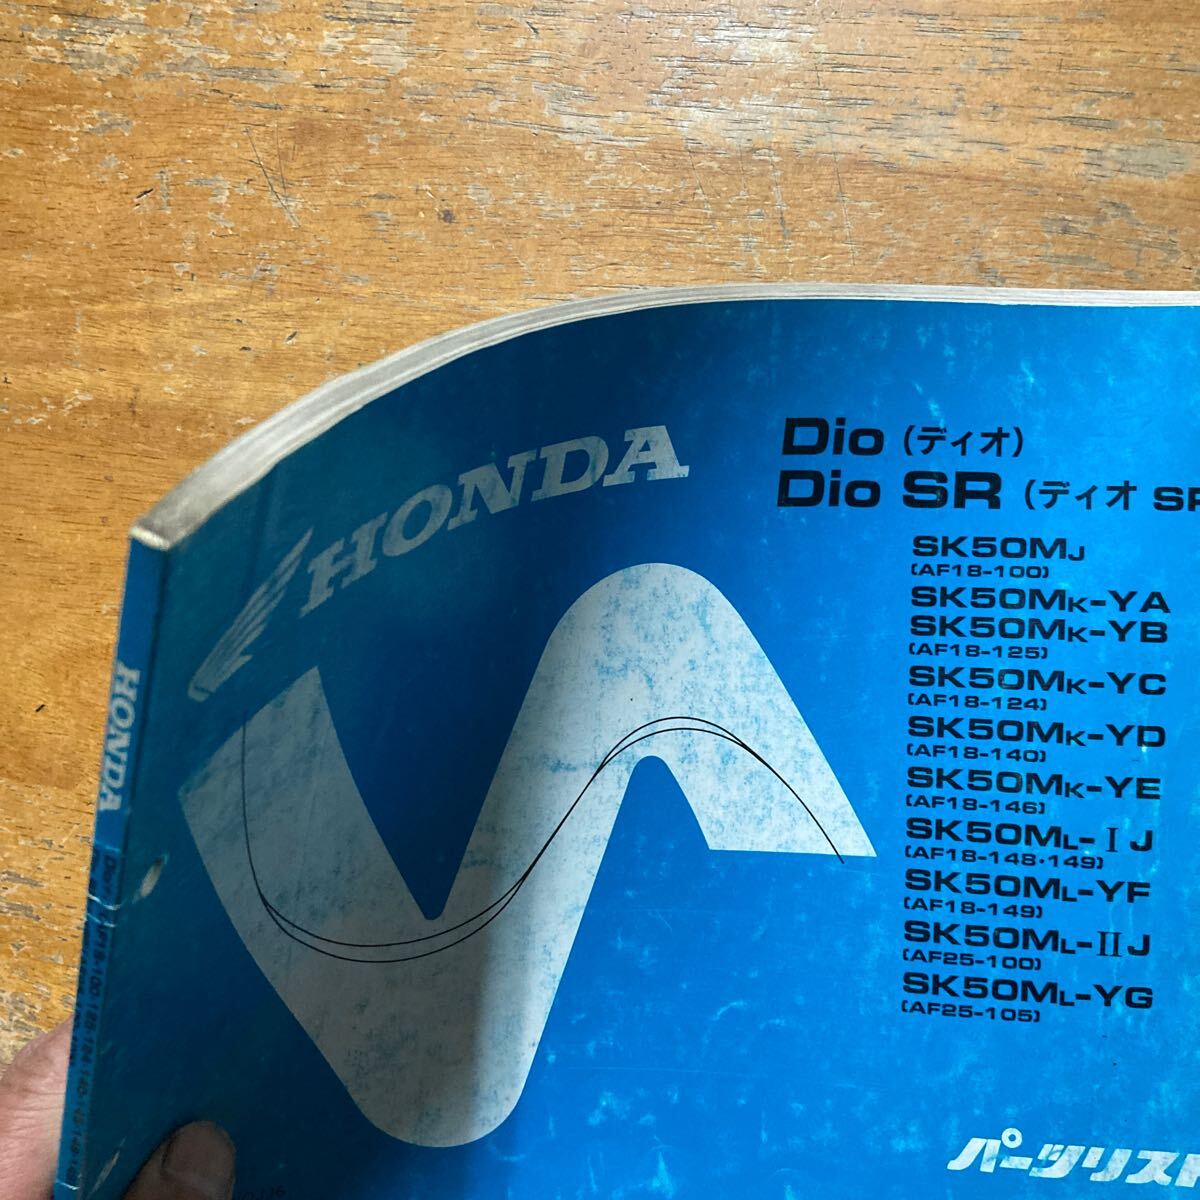 HONDA
Dio (ディオ)
Dio SR (ディオ SR
SK50MJ
(AF18-100)
SK50MK-YA
SK50MK-YB
(AF18-125)
SK50MK-YC
(AF18-124)
SK50MK-YD
(AF18-140)
SK50MK-YE
(AF18-146)
SK50ML-ⅠJ
(AF18-148·149)
SK50ML-YF
(AF18-149)
SK50ML-ⅡJ
(AF25-100)
SK50ML-YG
(AF25-105)
パーツリスト
HONDA